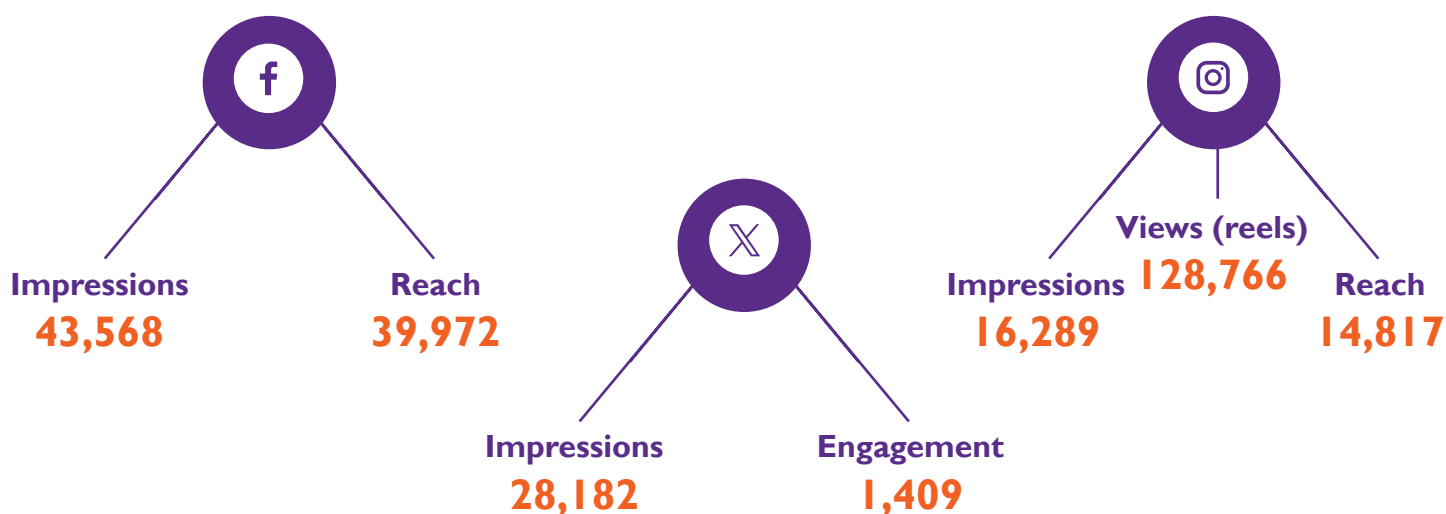 Impressions
43,568
Reach
39,972
Impressions
28,182
Engagement
1,409
Impressions
16,289
Views (reels)
128,766
Reach
14,817